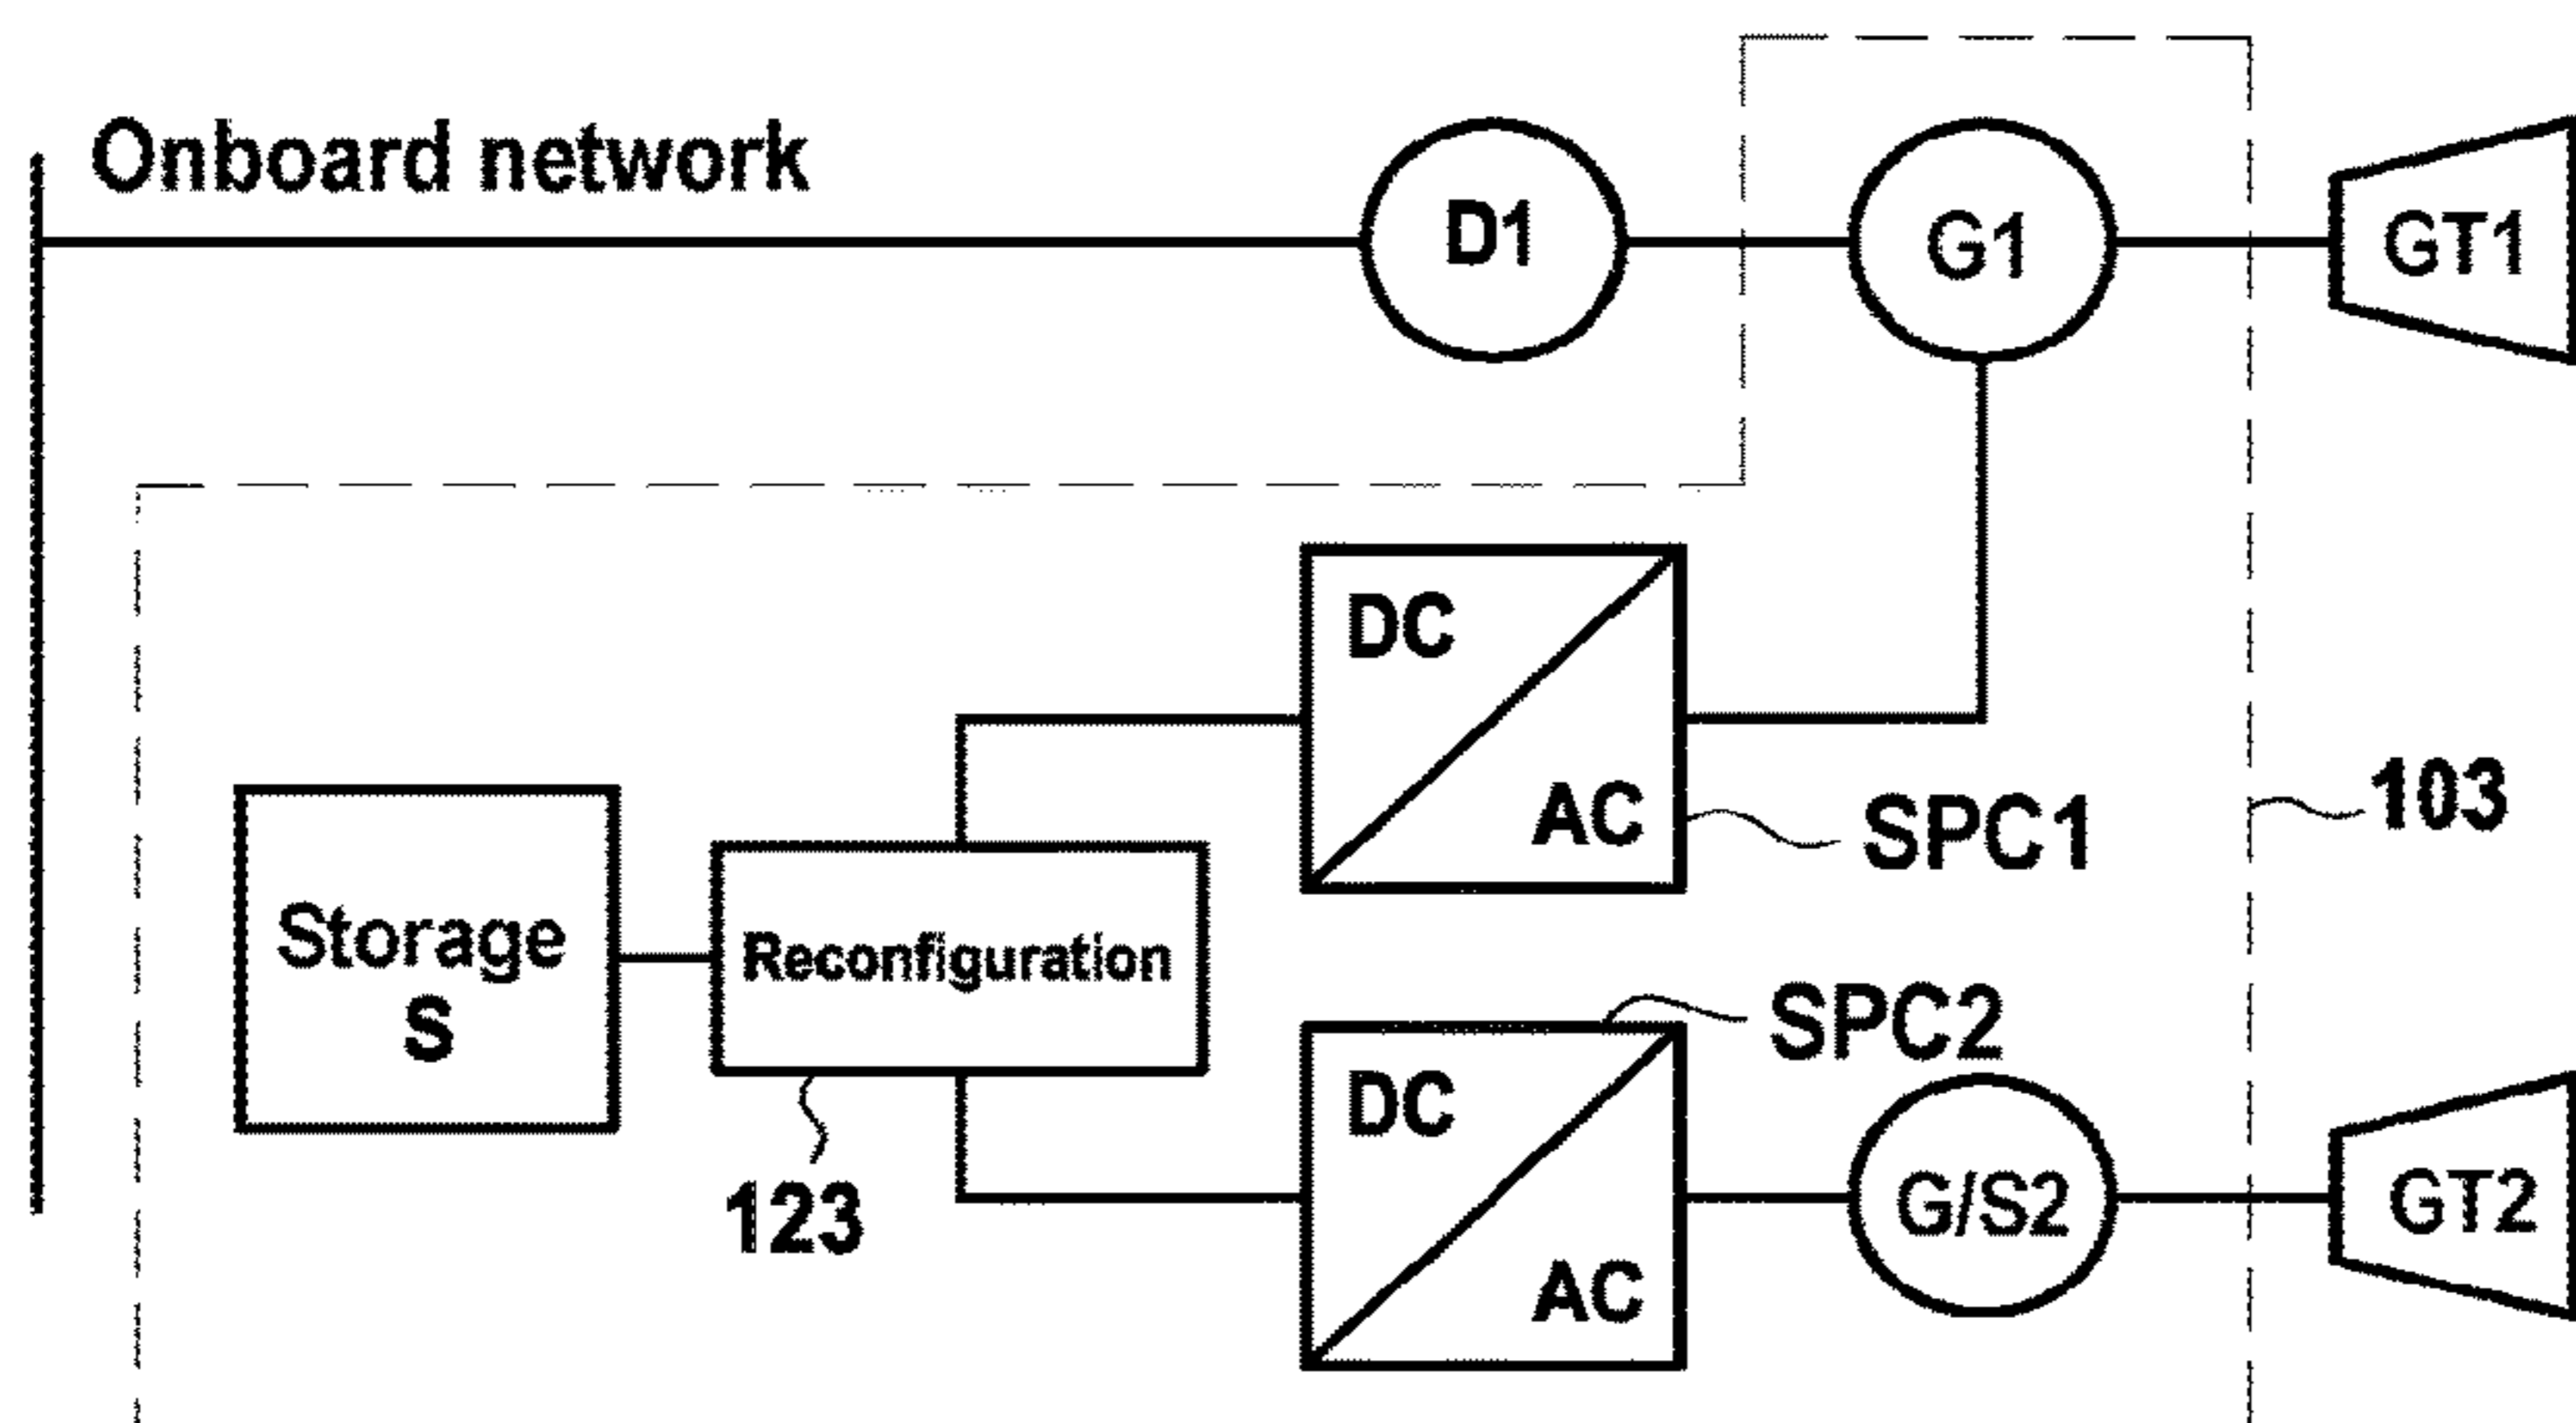 Onboard network
D1
G1
GT1
DC
AC
SPC1
103
Storage
S
Reconfiguration
123
SPC2
DC
AC
G/S2
GT2